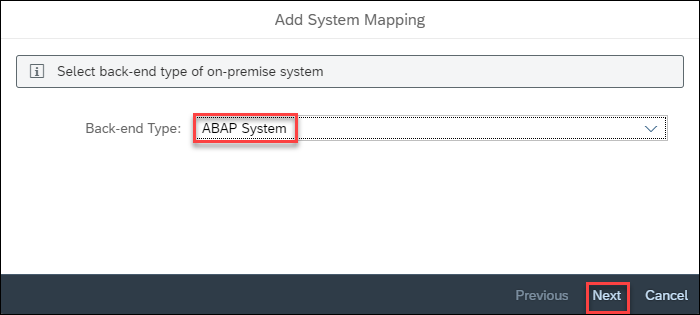 Add System Mapping
Select back-end type of on-premise system
Back-end Type: ABAP System
Previous Next Cancel